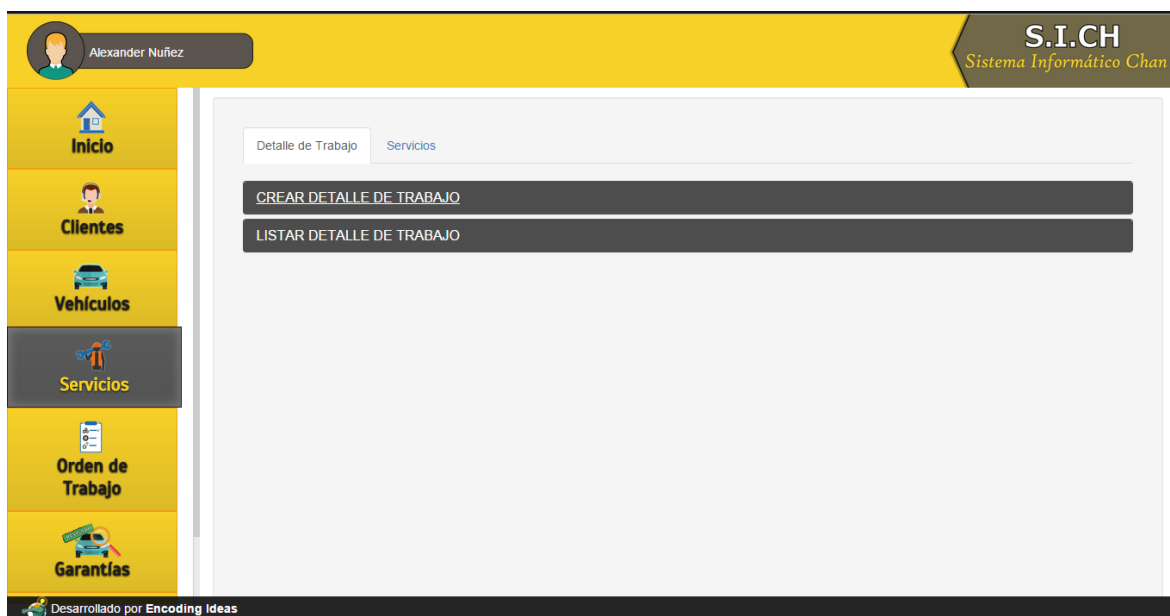 Alexander Nuñez
S.I.CH
Sistema Informático Chan
Inicio
Clientes
Vehículos
Servicios
Orden de
Trabajo
Garantías
Detalle de Trabajo
Servicios
CREAR DETALLE DE TRABAJO
LISTAR DETALLE DE TRABAJO
Desarrollado por Encoding Ideas